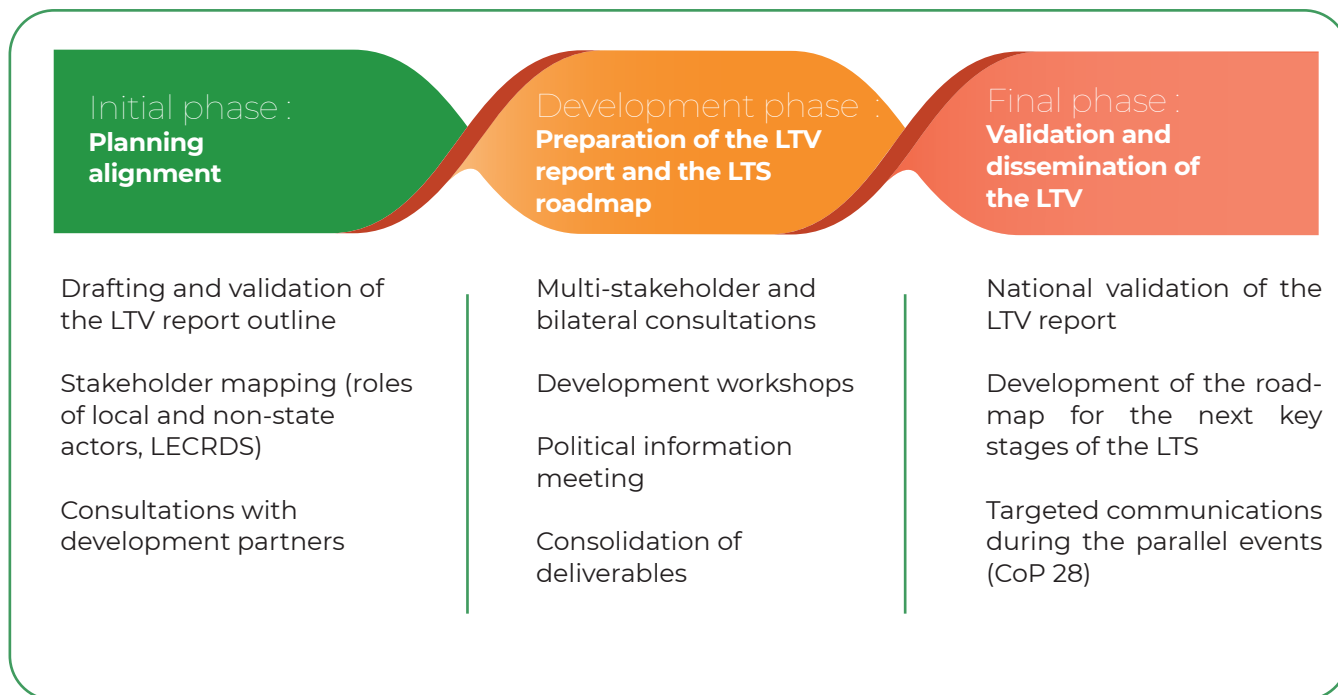 Initial phase :
Planning
alignment
Drafting and validation of
the LTV report outline
Stakeholder mapping (roles
of local and non-state
actors, LECRDS)
Consultations with
development partners
Development phase :
Preparation of the LTV
report and the LTS
roadmap
Multi-stakeholder and
bilateral consultations
Development workshops
Political information
meeting
Consolidation of
deliverables
Final phase :
Validation and
dissemination of
the LTV
National validation of the
LTV report
Development of the road-
map for the next key
stages of the LTS
Targeted communications
during the parallel events
(CoP 28)